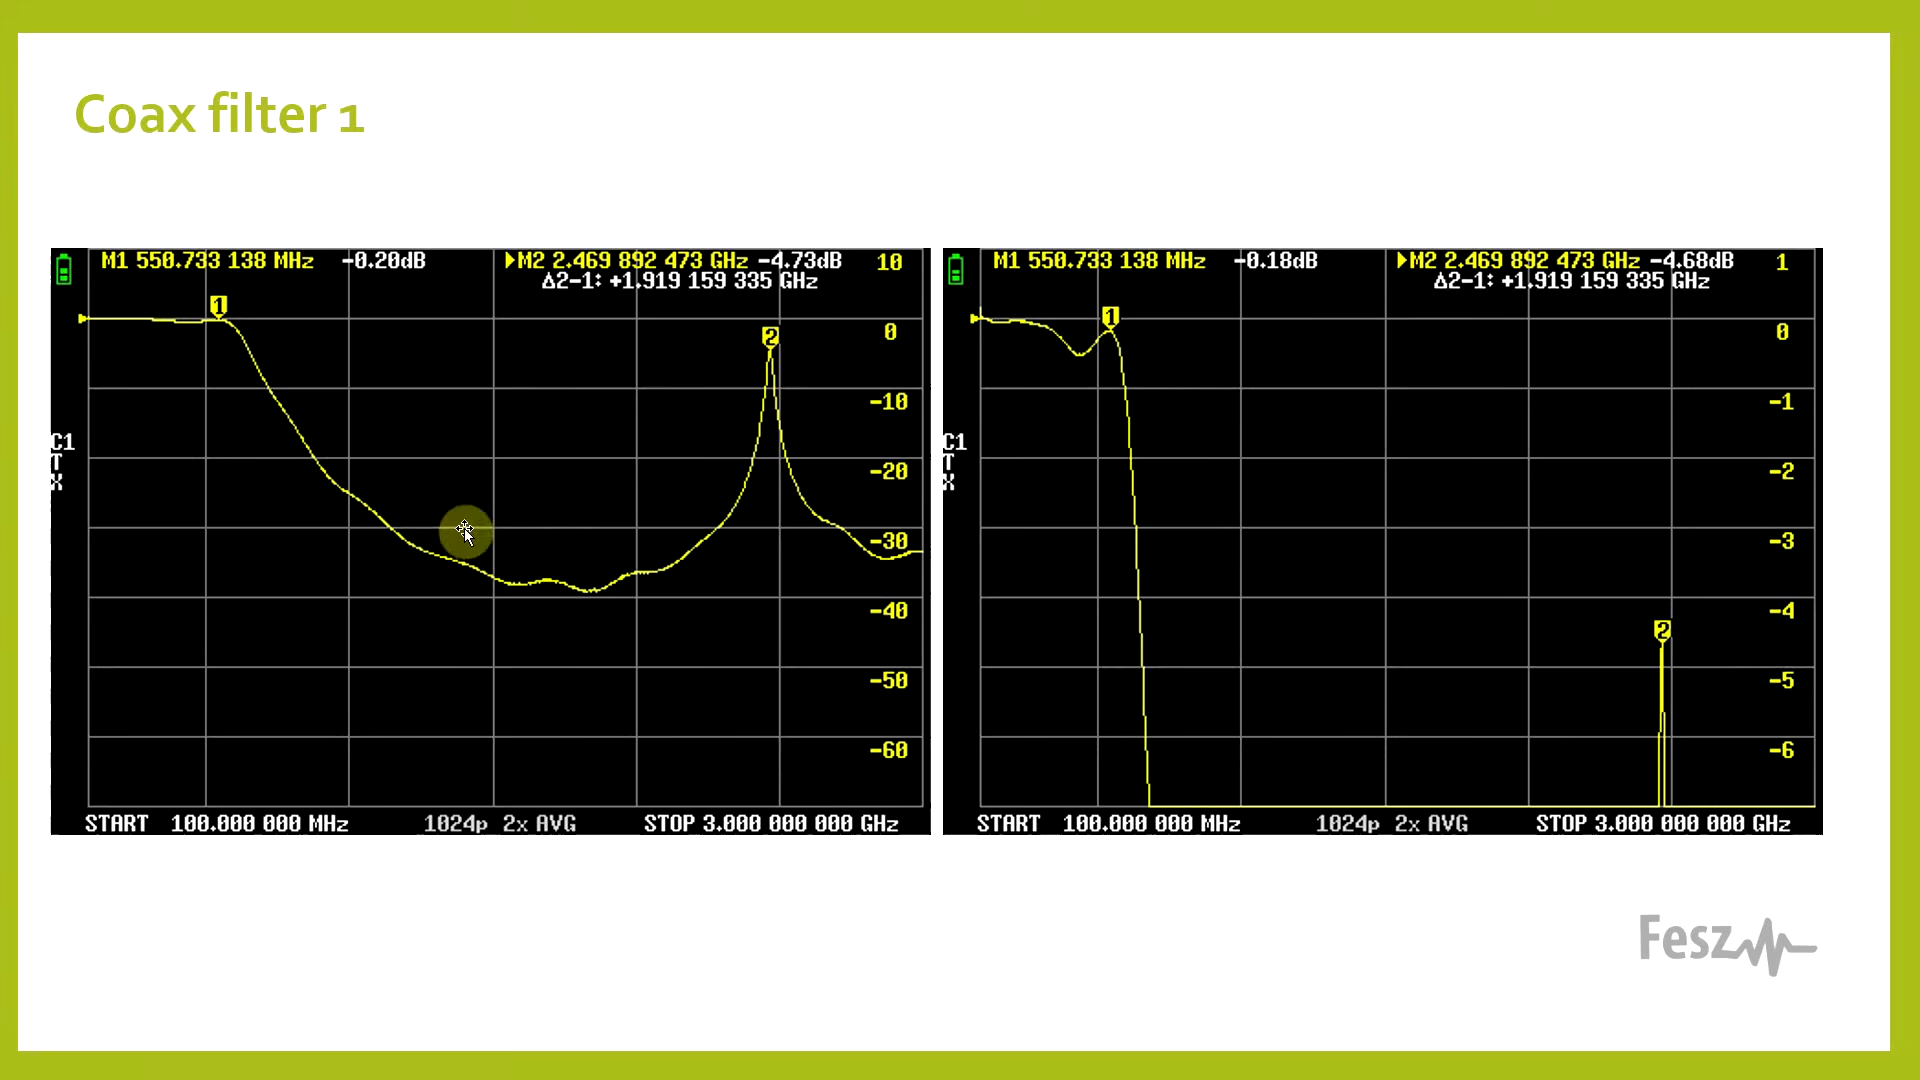 Coax filter 1
M1 550.733 138 MHz -0.20dB ▶M2 2.469 892 473 GHz -4.73dB 10
Δ2-1: +1.919 159 335 GHz
1
2
0
-10
C1
T
X
-20
-30
-40
-50
-60
START 100.000 000 MHz 1024p 2x AVG STOP 3.000 000 000 GHz
M1 550.733 138 MHz -0.18dB ▶M2 2.469 892 473 GHz -4.68dB 1
Δ2-1: +1.919 159 335 GHz
1
0
-1
C1
T
X
-2
-3
-4
2
-5
-6
START 100.000 000 MHz 1024p 2x AVG STOP 3.000 000 000 GHz
Fesz